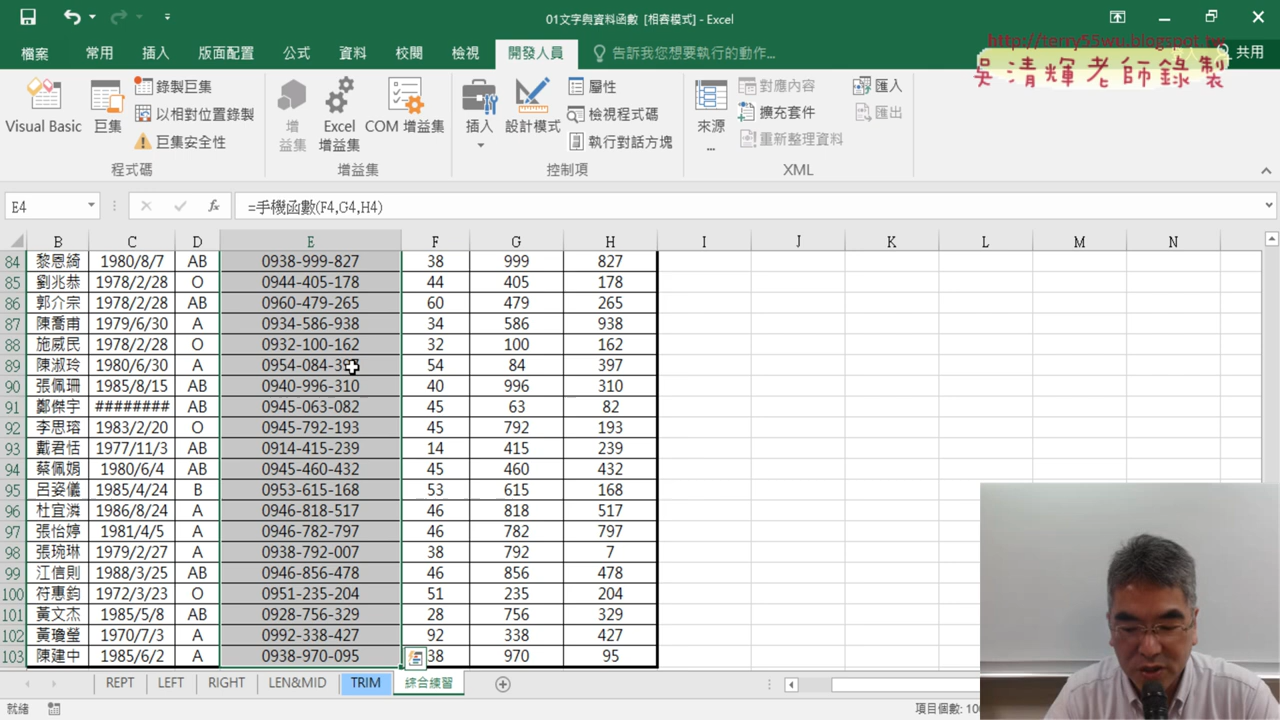 01文字與資料函數 [相容模式] - Excel
http://terry55wu.blogspot.tw
吳清輝老師錄製
檔案 常用 插入 版面配置 公式 資料 校閱 檢視 開發人員 告訴我您想要執行的動作... 共用
Visual Basic 巨集 錄製巨集 以相對位置錄製 巨集安全性
增益集 Excel 增益集 COM 增益集
插入 設計模式 屬性 檢視程式碼 執行對話方塊
來源... 對應內容 擴充套件 重新整理資料 匯入 匯出
程式碼 增益集 控制項 XML
E4 fx =手機函數(F4,G4,H4)
B C D E F G H I J K L M N
84 黎恩綺 1980/8/7 AB 0938-999-827 38 999 827
85 劉兆恭 1978/2/28 O 0944-405-178 44 405 178
86 郭介宗 1978/2/28 AB 0960-479-265 60 479 265
87 陳喬甫 1979/6/30 A 0934-586-938 34 586 938
88 施威民 1978/2/28 O 0932-100-162 32 100 162
89 陳淑玲 1980/6/30 A 0954-084-397 54 84 397
90 張佩珊 1985/8/15 AB 0940-996-310 40 996 310
91 鄭傑宇 ######## AB 0945-063-082 45 63 82
92 李思瑢 1983/2/20 O 0945-792-193 45 792 193
93 戴君恬 1977/11/3 AB 0914-415-239 14 415 239
94 蔡佩娟 1980/6/4 AB 0945-460-432 45 460 432
95 呂姿儀 1985/4/24 B 0953-615-168 53 615 168
96 杜宜潾 1986/8/24 A 0946-818-517 46 818 517
97 張怡婷 1981/4/5 A 0946-782-797 46 782 797
98 張琬琳 1979/2/27 A 0938-792-007 38 792 7
99 江信則 1988/3/25 AB 0946-856-478 46 856 478
100 符惠鈞 1972/3/23 O 0951-235-204 51 235 204
101 黃文杰 1985/5/8 AB 0928-756-329 28 756 329
102 黃瓊瑩 1970/7/3 A 0992-338-427 92 338 427
103 陳建中 1985/6/2 A 0938-970-095 38 970 95
REPT LEFT RIGHT LEN&MID TRIM 綜合練習
就緒 項目個數: 10